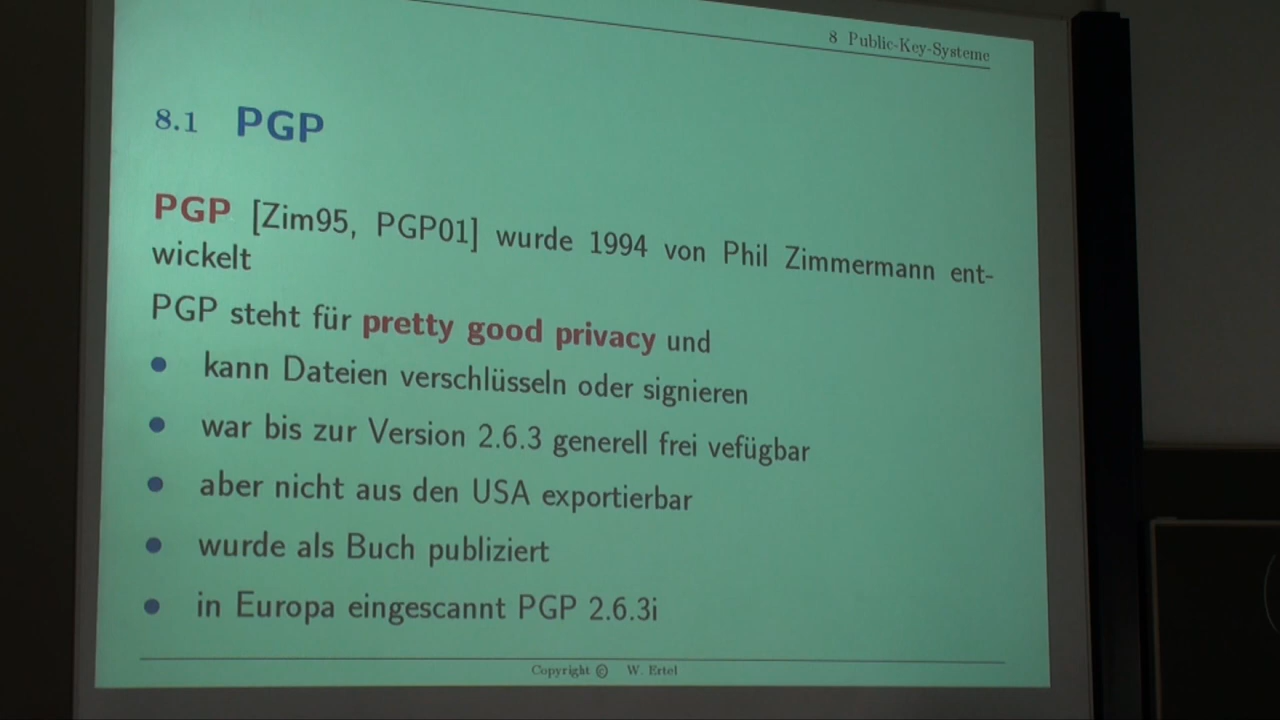 8 Public-Key-Systeme
8.1 PGP
PGP [Zim95, PGP01] wurde 1994 von Phil Zimmermann ent-
wickelt
PGP steht für pretty good privacy und
• kann Dateien verschlüsseln oder signieren
• war bis zur Version 2.6.3 generell frei vefügbar
• aber nicht aus den USA exportierbar
• wurde als Buch publiziert
• in Europa eingescannt PGP 2.6.3i
Copyright © W. Ertel